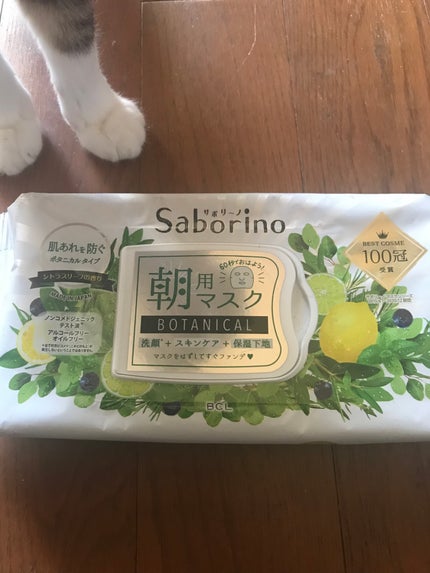 サボリーノ
Saborino
肌あれを防ぐ
ボタニカルタイプ
シトラスハーブの香り
MADE IN JAPAN
ノンコメドジェニック
テスト済*
アルコールフリー
オイルフリー
60秒でおはよう!
朝用マスク
BOTANICAL
洗顔+スキンケア+保湿下地
マスクをはずしてすぐファンデ♥
BEST COSME
100冠
受賞
BCL